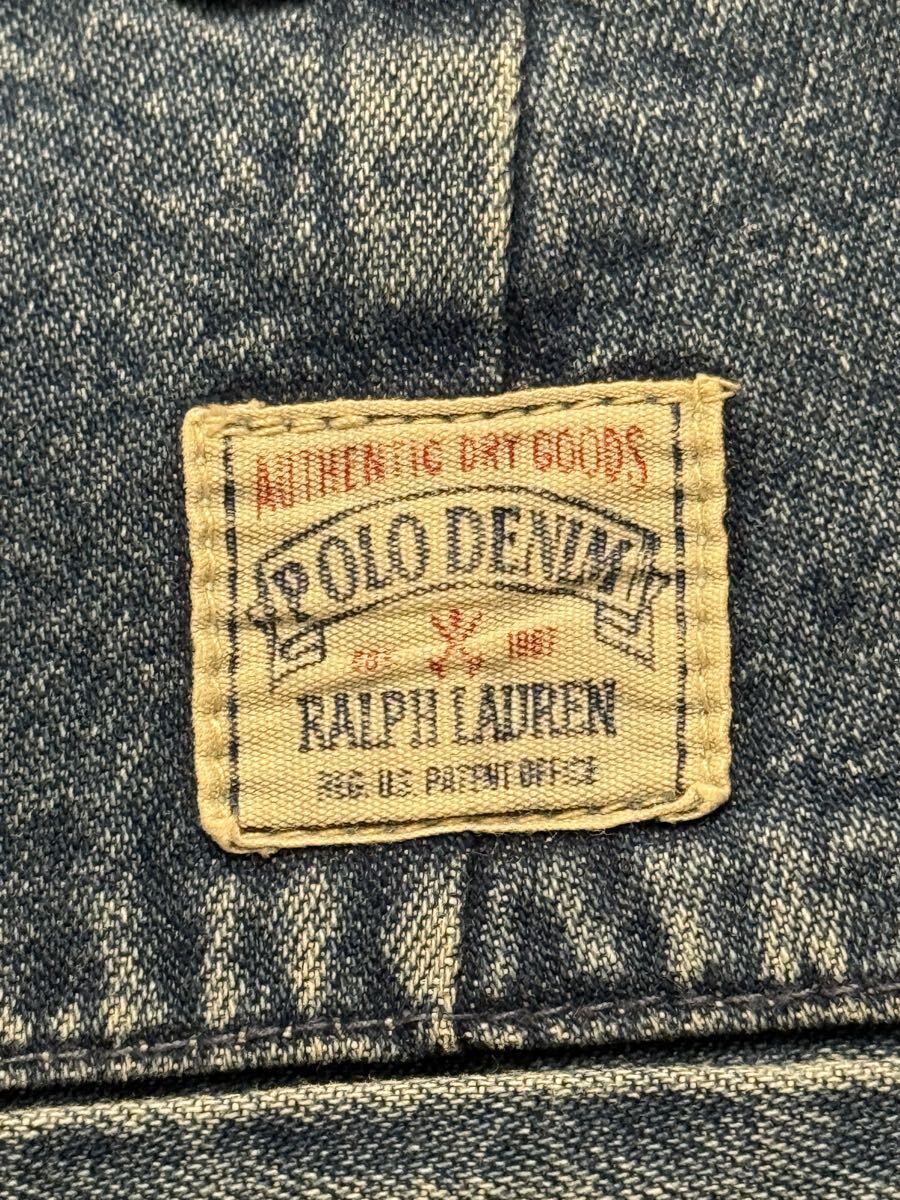 AUTHENTIC DRY GOODS
POLO DENIM
EST. 1967
RALPH LAUREN
REG. U.S. PATENT OFFICE